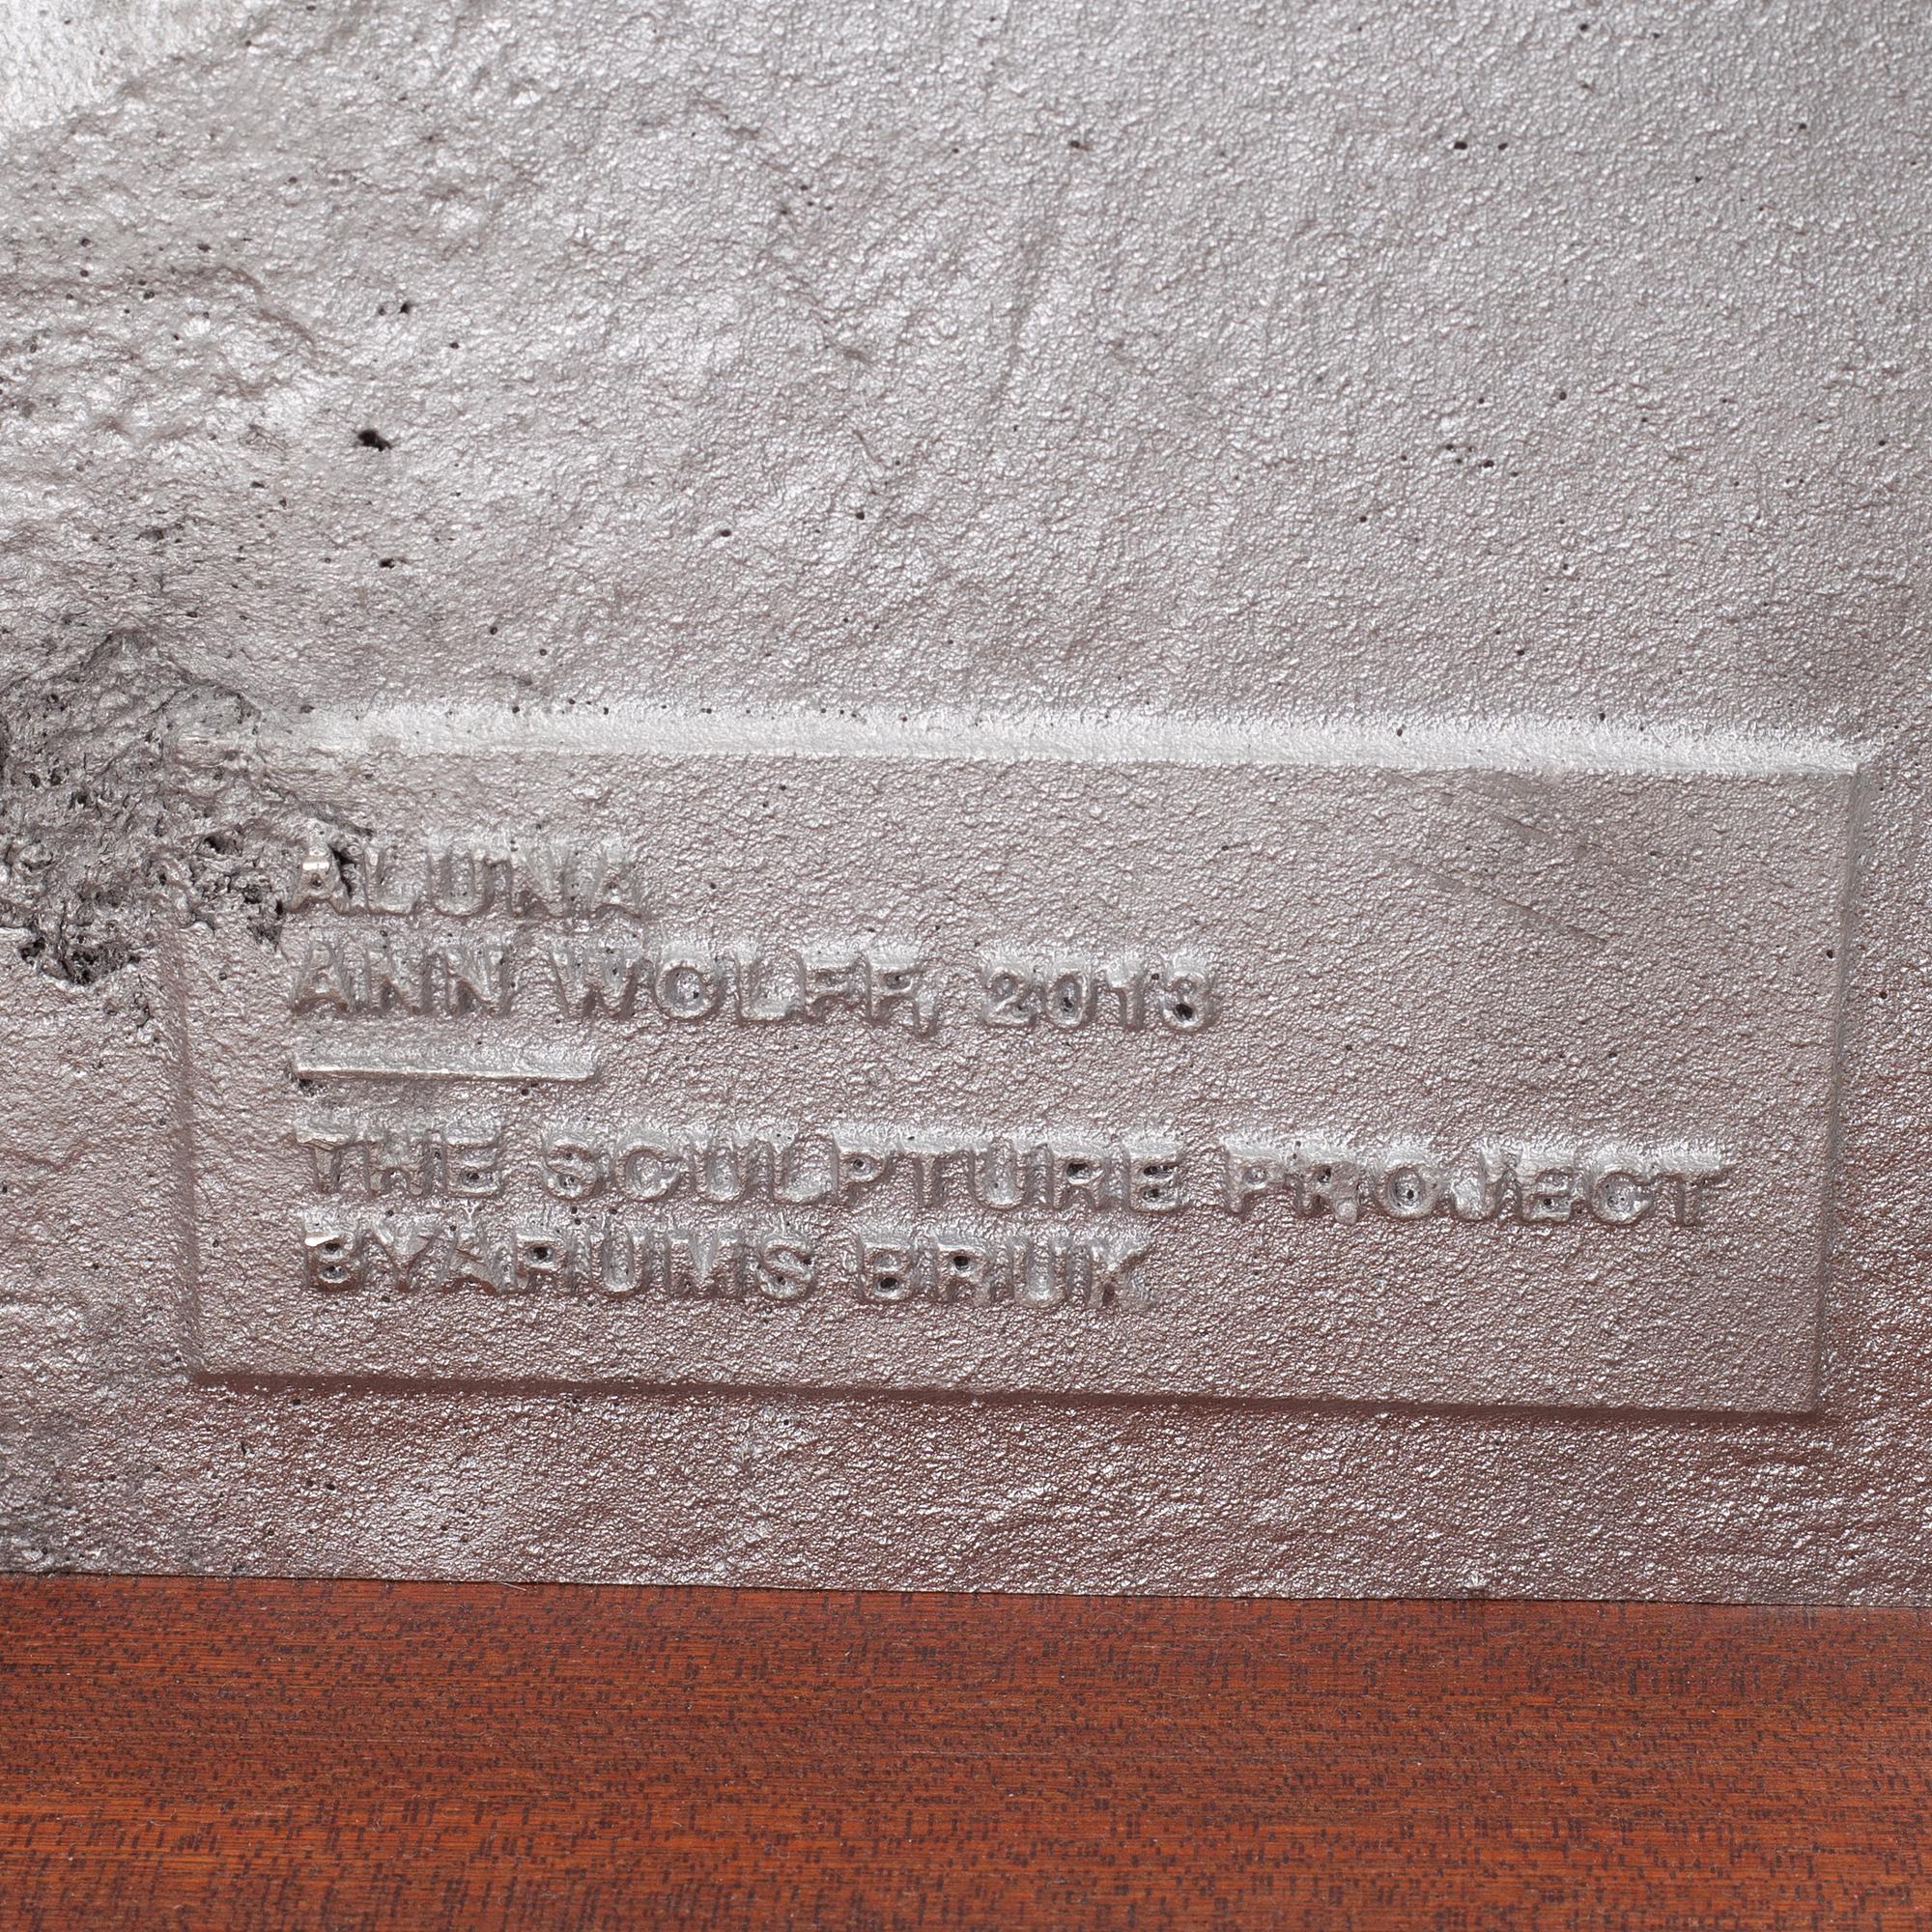 ALUNA
ANN WOLFF, 2013
THE SCULPTURE PROJECT
BYARUMS BRUK